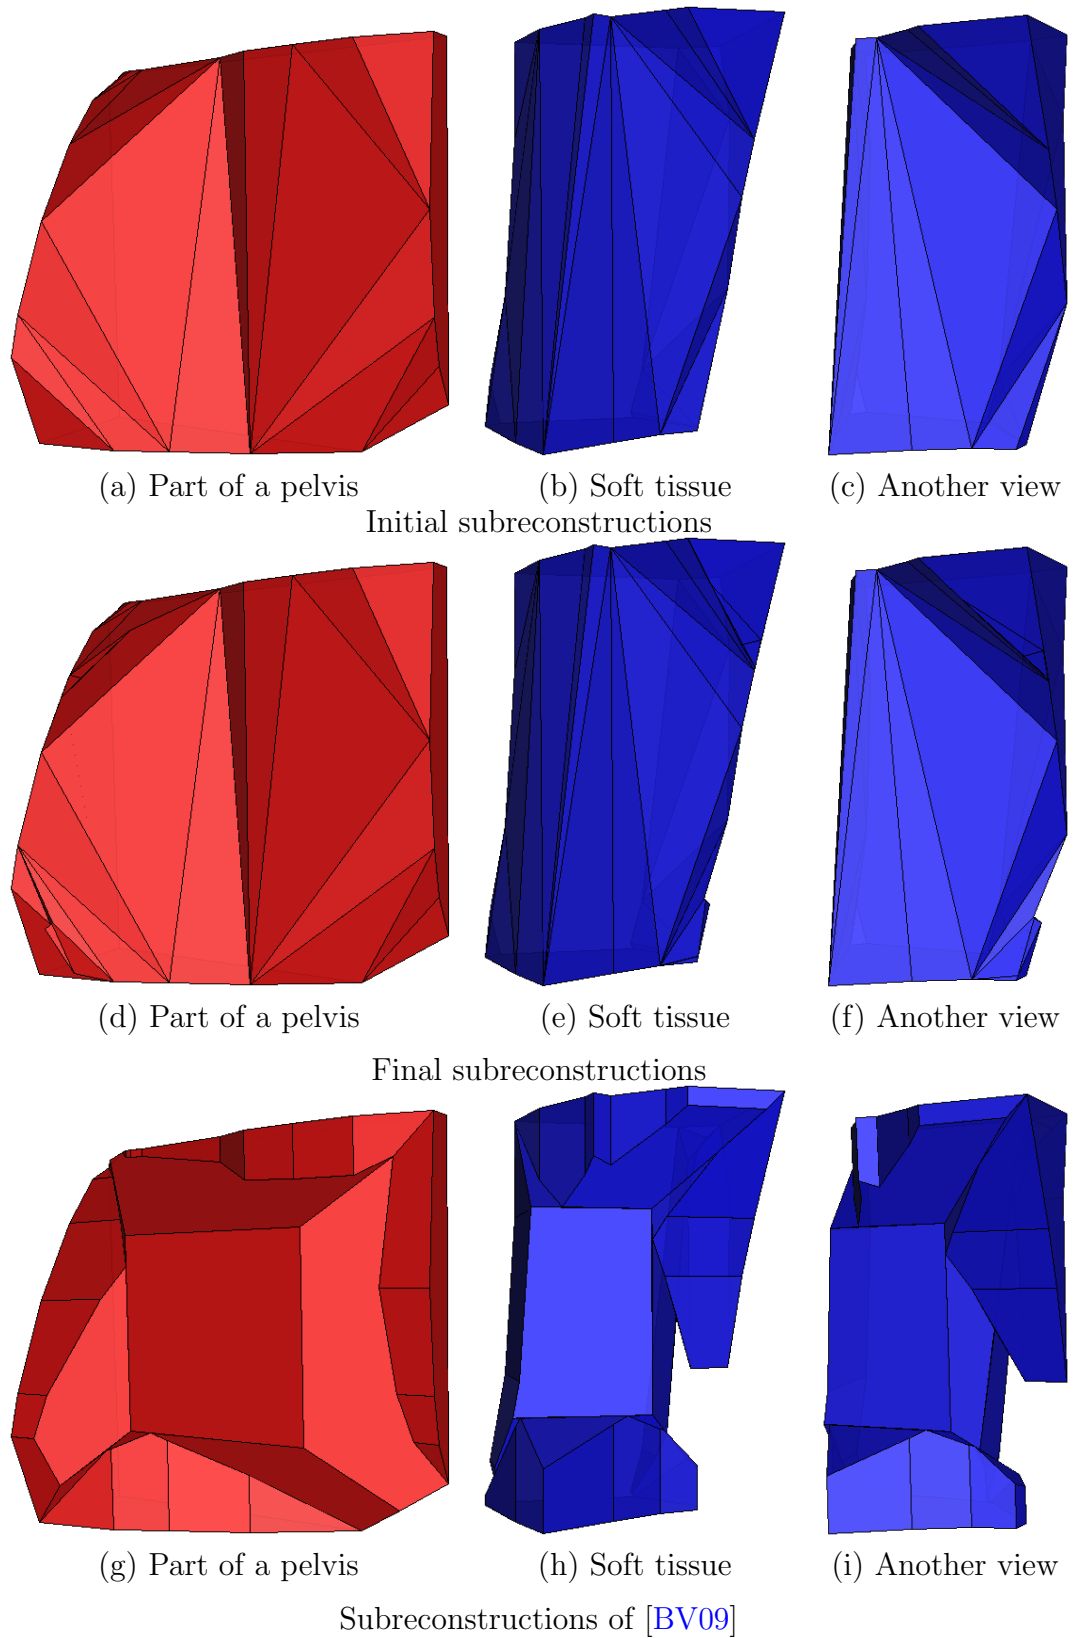 (a) Part of a pelvis (b) Soft tissue (c) Another view
Initial subreconstructions
(d) Part of a pelvis (e) Soft tissue (f) Another view
Final subreconstructions
(g) Part of a pelvis (h) Soft tissue (i) Another view
Subreconstructions of [BV09]